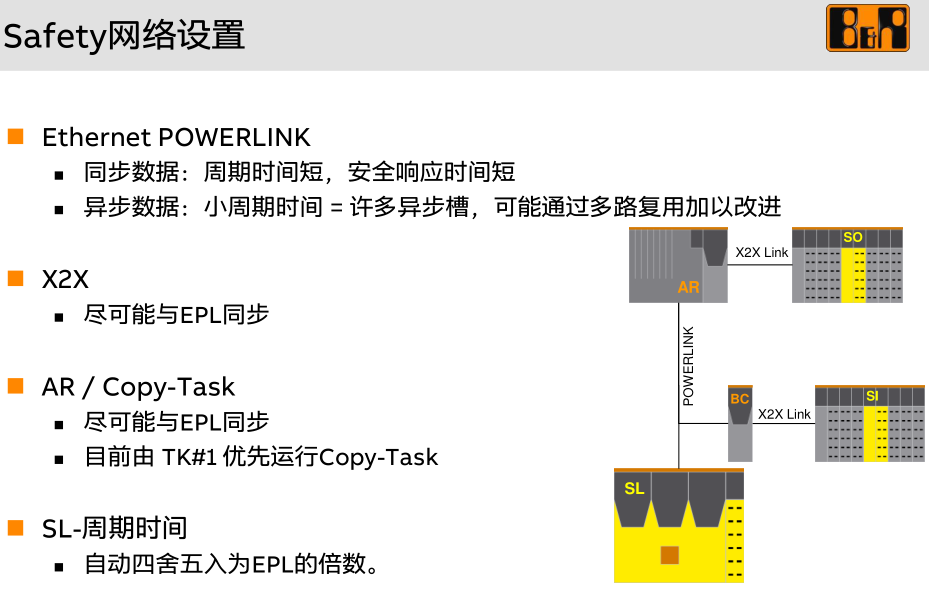 Safety网络设置
B&R
Ethernet POWERLINK
同步数据：周期时间短，安全响应时间短
异步数据：小周期时间 = 许多异步槽，可能通过多路复用加以改进
X2X
尽可能与EPL同步
AR / Copy-Task
尽可能与EPL同步
目前由 TK#1 优先运行Copy-Task
SL-周期时间
自动四舍五入为EPL的倍数。
AR
X2X Link
SO
POWERLINK
BC
X2X Link
SI
SL